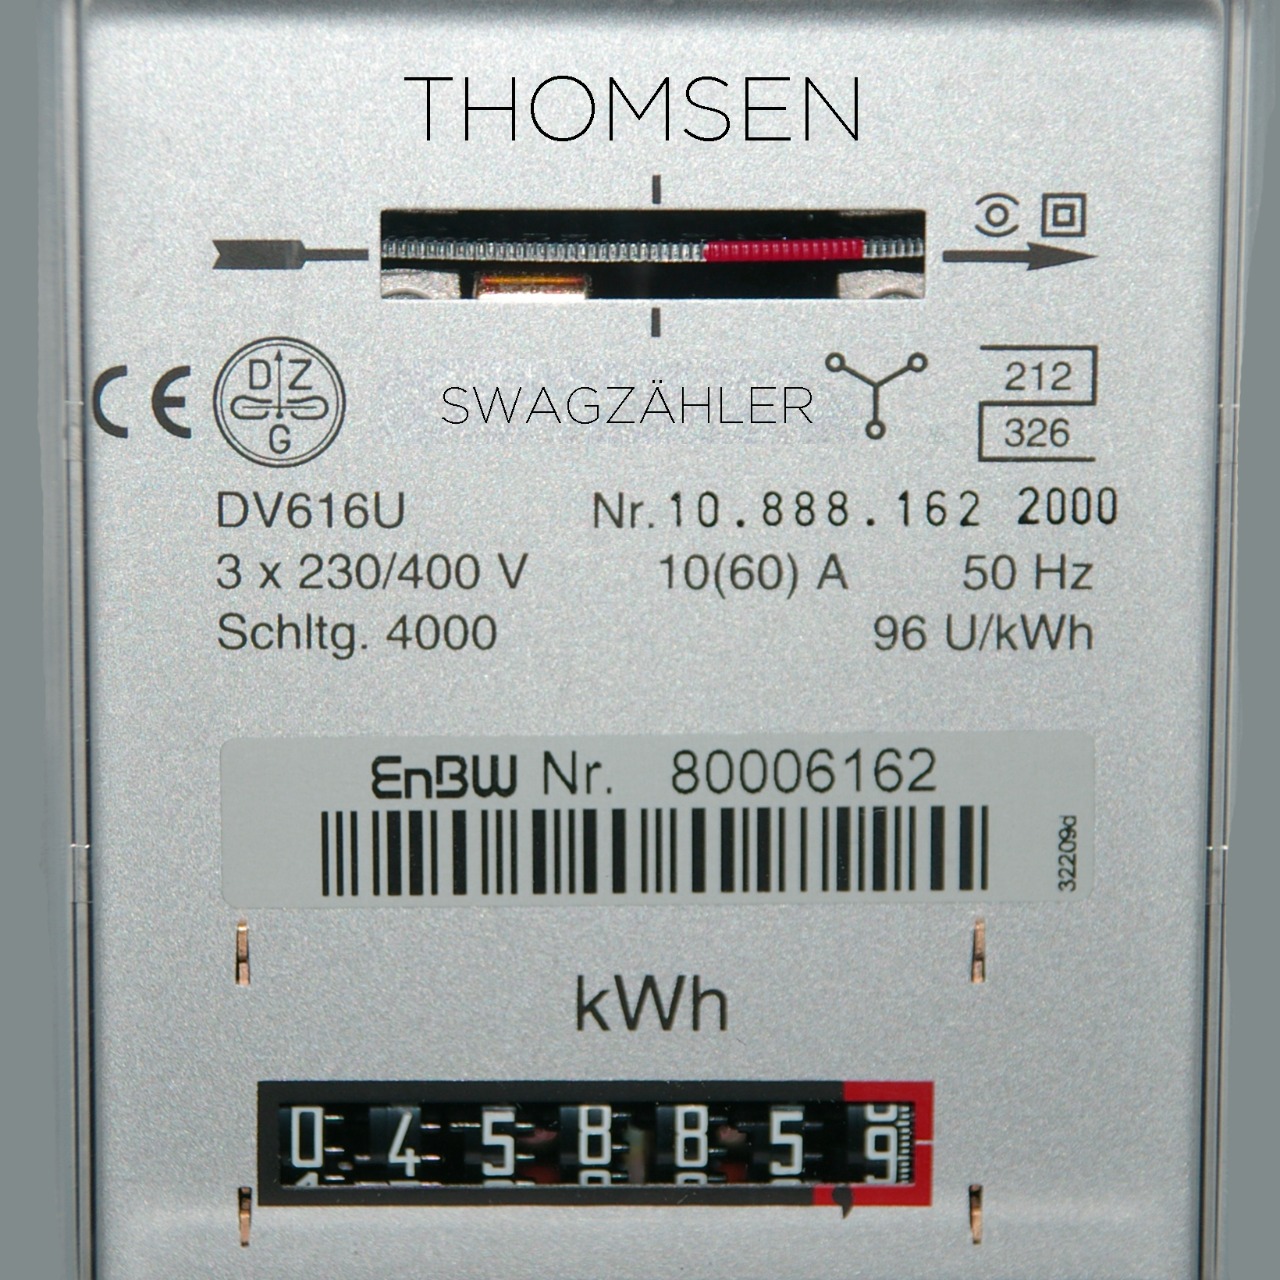 THOMSEN
CE
D Z
G
SWAGZÄHLER
212
326
DV616U Nr. 10.888.162 2000
3 x 230/400 V 10(60) A 50 Hz
Schltg. 4000 96 U/kWh
EnBW Nr. 80006162
32209d
kWh
0 4 5 8 8 5 9